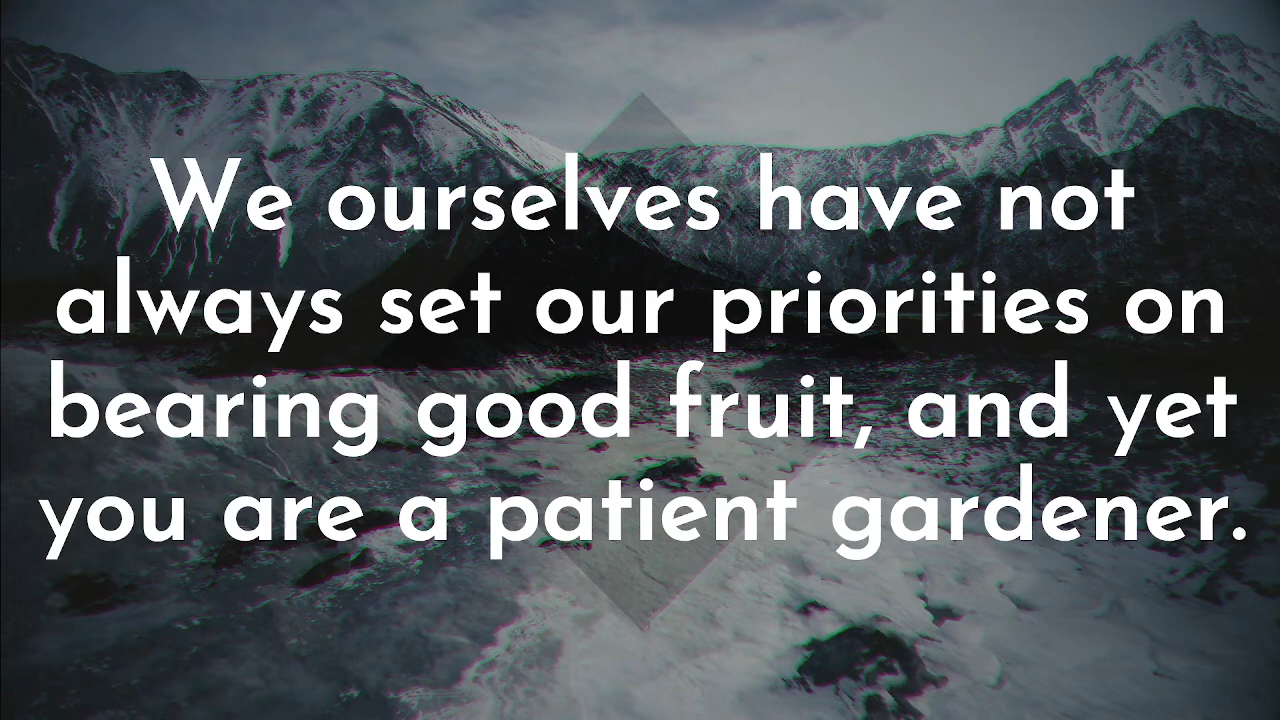 We ourselves have not
always set our priorities on
bearing good fruit, and yet
you are a patient gardener.